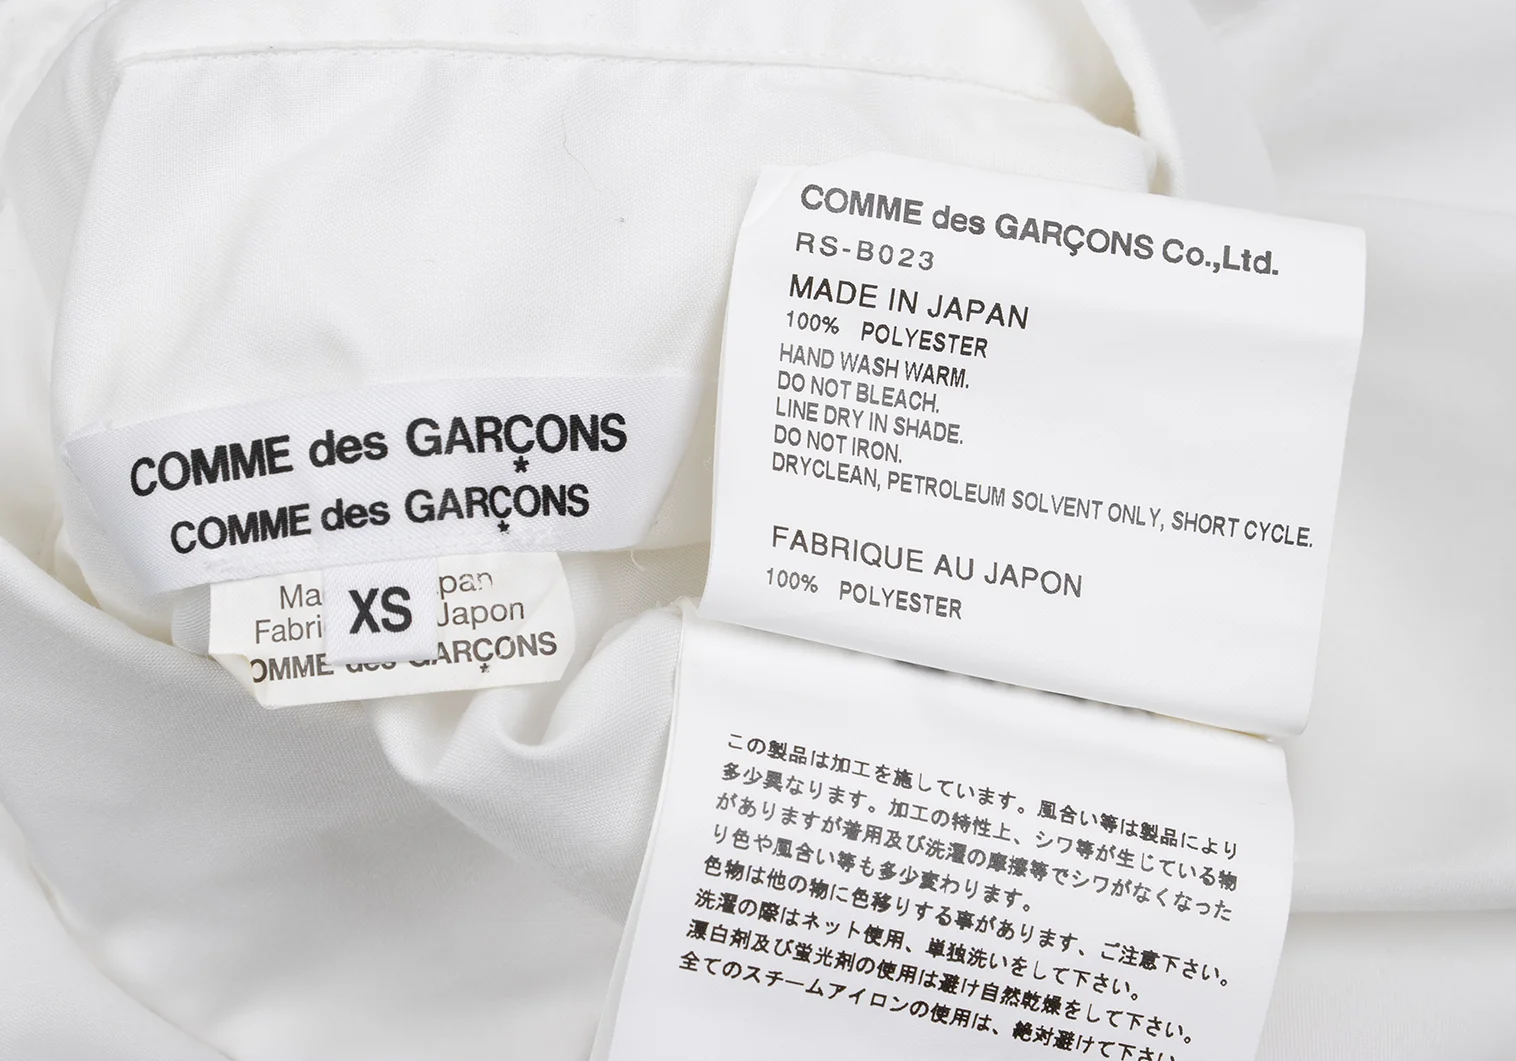 COMME des GARÇONS
*
COMME des GARÇONS
*
XS
COMME des GARÇONS Co.,Ltd.
RS-B023
MADE IN JAPAN
100% POLYESTER
HAND WASH WARM.
DO NOT BLEACH.
LINE DRY IN SHADE.
DO NOT IRON.
DRYCLEAN, PETROLEUM SOLVENT ONLY, SHORT CYCLE.
FABRIQUE AU JAPON
100% POLYESTER
この製品は加工を施しています。風合い等は製品により
多少異なります。加工の特性上、シワ等が生じている物
がありますが着用及び洗濯の摩擦等でシワがなくなった
り色や風合い等も多少変わります。
色物は他の物に色移りする事があります、ご注意下さい。
洗濯の際はネット使用、単独洗いをして下さい。
漂白剤及び蛍光剤の使用は避け自然乾燥をして下さい。
全てのスチームアイロンの使用は、絶対避けて下さい